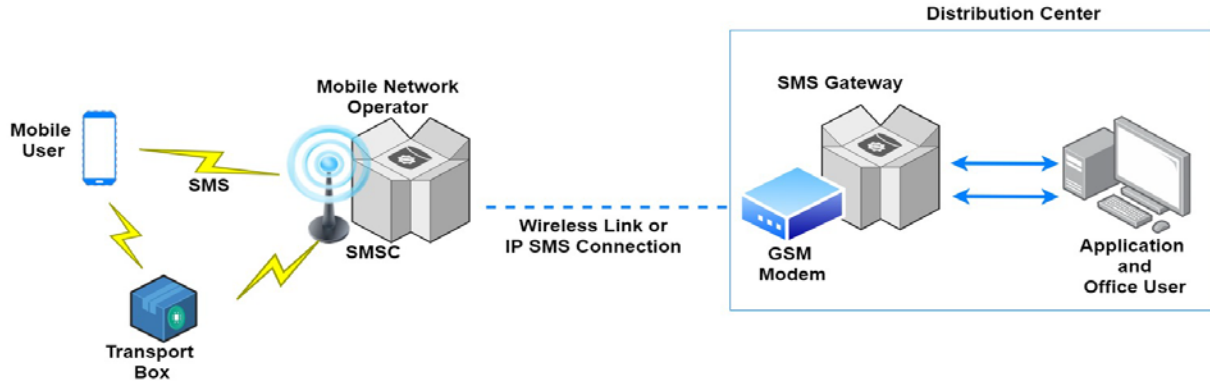 Distribution Center
Mobile Network
Operator
SMS Gateway
Mobile
User
SMS
SMSC
Wireless Link or
IP SMS Connection
GSM
Modem
Application
and
Office User
Transport
Box